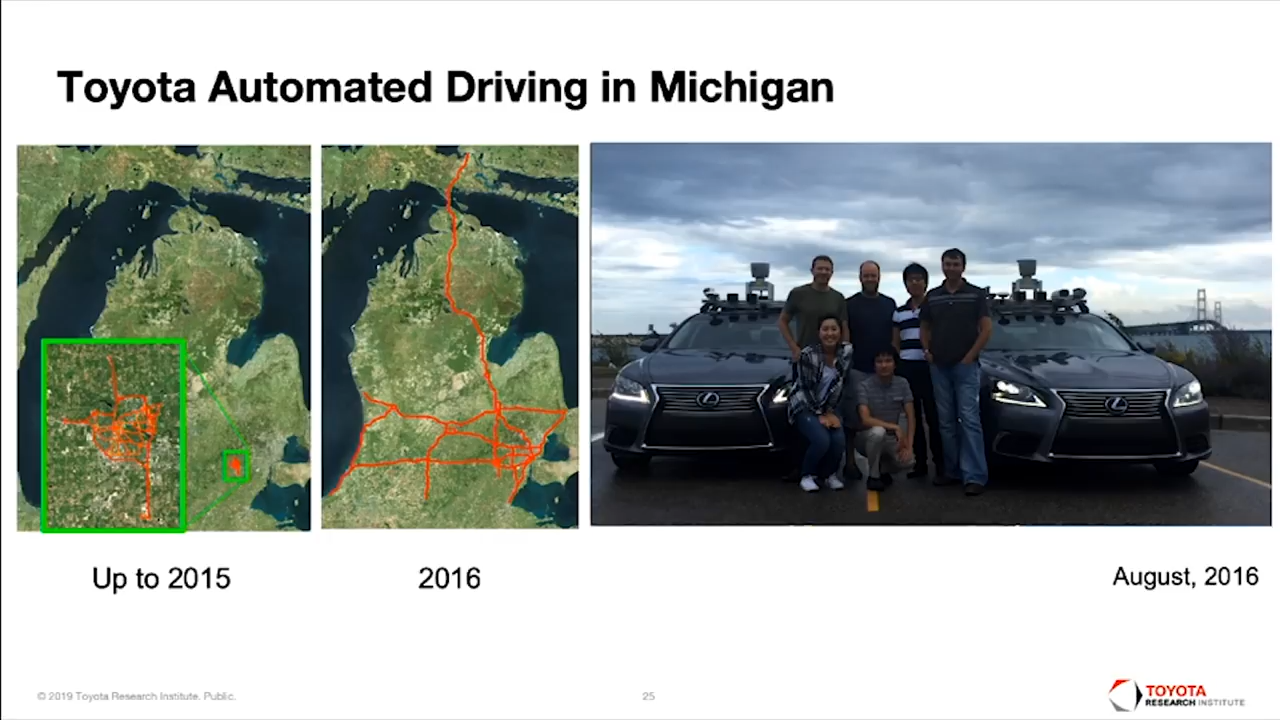 Toyota Automated Driving in Michigan
Up to 2015
2016
August, 2016
© 2019 Toyota Research Institute. Public.
25
TOYOTA
RESEARCH INSTITUTE